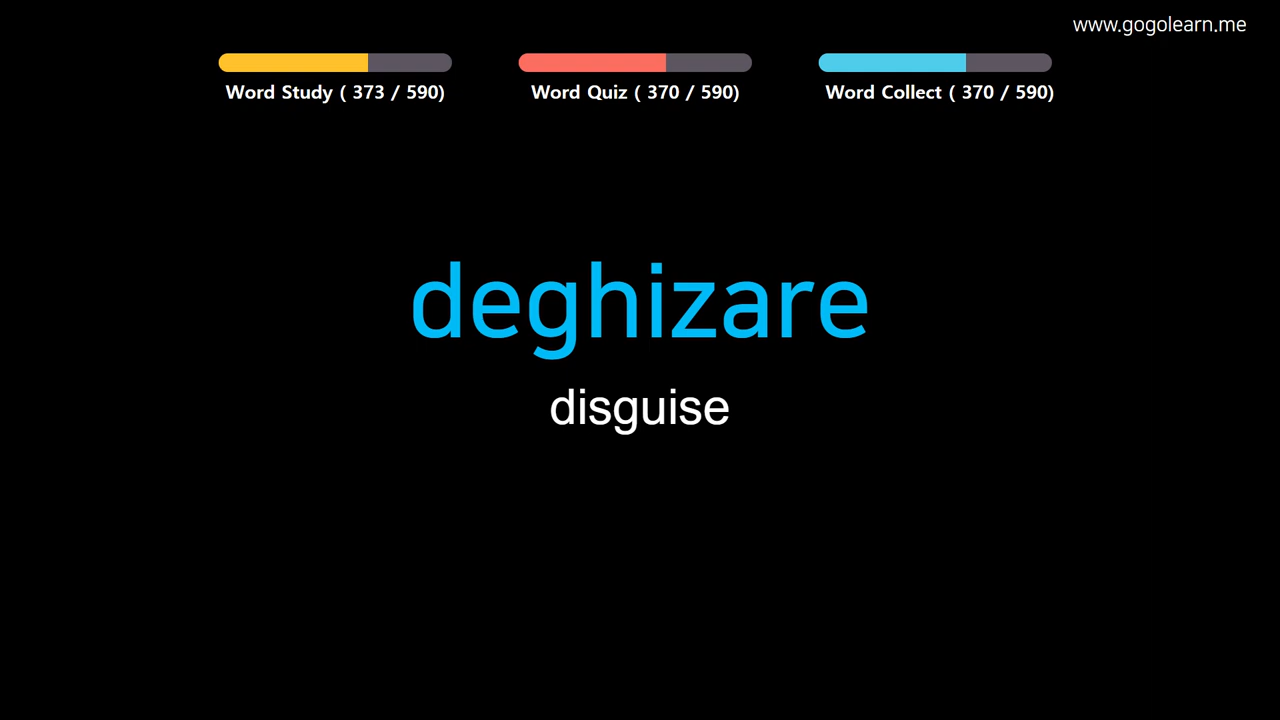 www.gogolearn.me
Word Study ( 373 / 590)
Word Quiz ( 370 / 590)
Word Collect ( 370 / 590)
deghizare
disguise